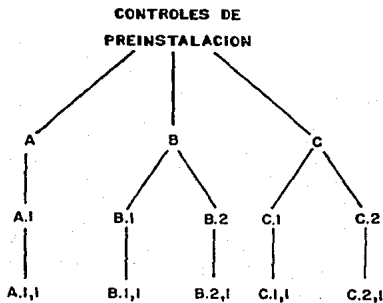 CONTROLES DE
PREINSTALACION
A B C
A.1 B.1 B.2 C.1 C.2
A.1,1 B.1,1 B.2,1 C.1,1 C.2,1